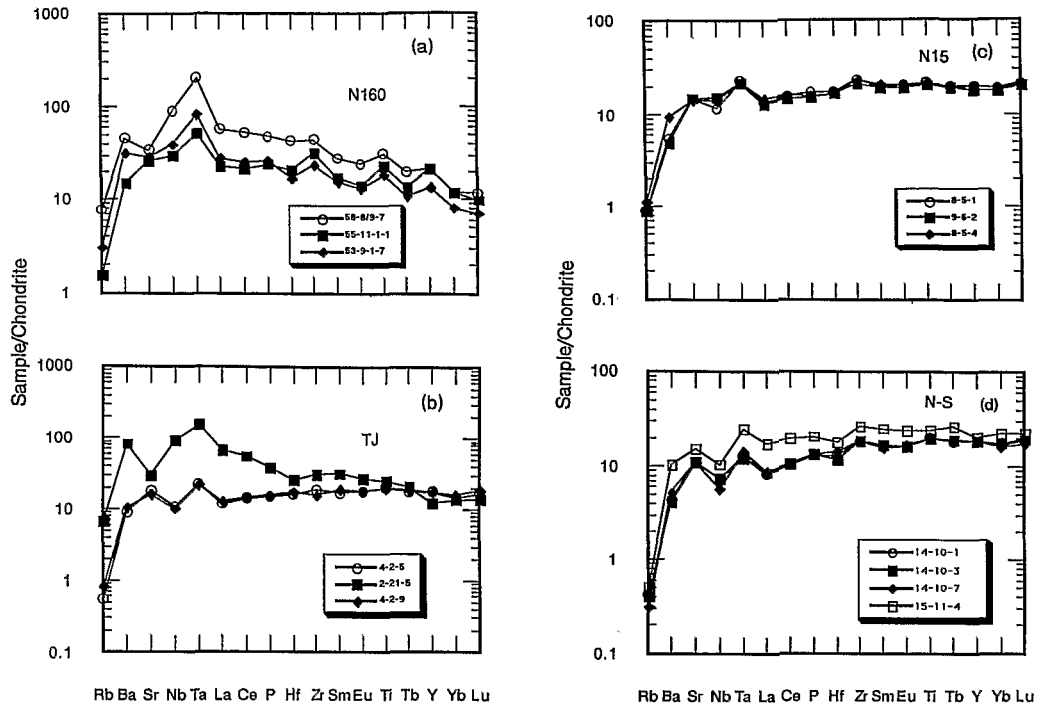 1000
100
10
1
(a)
N160
58-8/9-7
55-11-1-1
53-9-1-7
Sample/Chondrite
1000
100
10
1
0.1
(b)
TJ
4-2-5
2-21-5
4-2-9
Rb Ba Sr Nb Ta La Ce P Hf Zr Sm Eu Ti Tb Y Yb Lu
100
10
1
0.1
N15
(c)
8-5-1
9-6-2
8-5-4
Sample/Chondrite
100
10
1
0.1
N-S (d)
14-10-1
14-10-3
14-10-7
15-11-4
Rb Ba Sr Nb Ta La Ce P Hf Zr Sm Eu Ti Tb Y Yb Lu